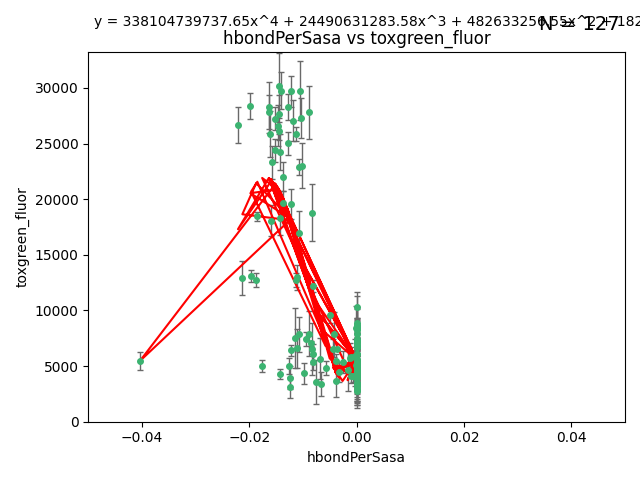 y = 338104739737.65x^4 + 24490631283.58x^3 + 482633256.55x^2 + 182
N = 127
hbondPerSasa vs toxgreen_fluor
30000
25000
20000
15000
10000
5000
0
toxgreen_fluor
−0.04
−0.02
0.00
0.02
0.04
hbondPerSasa